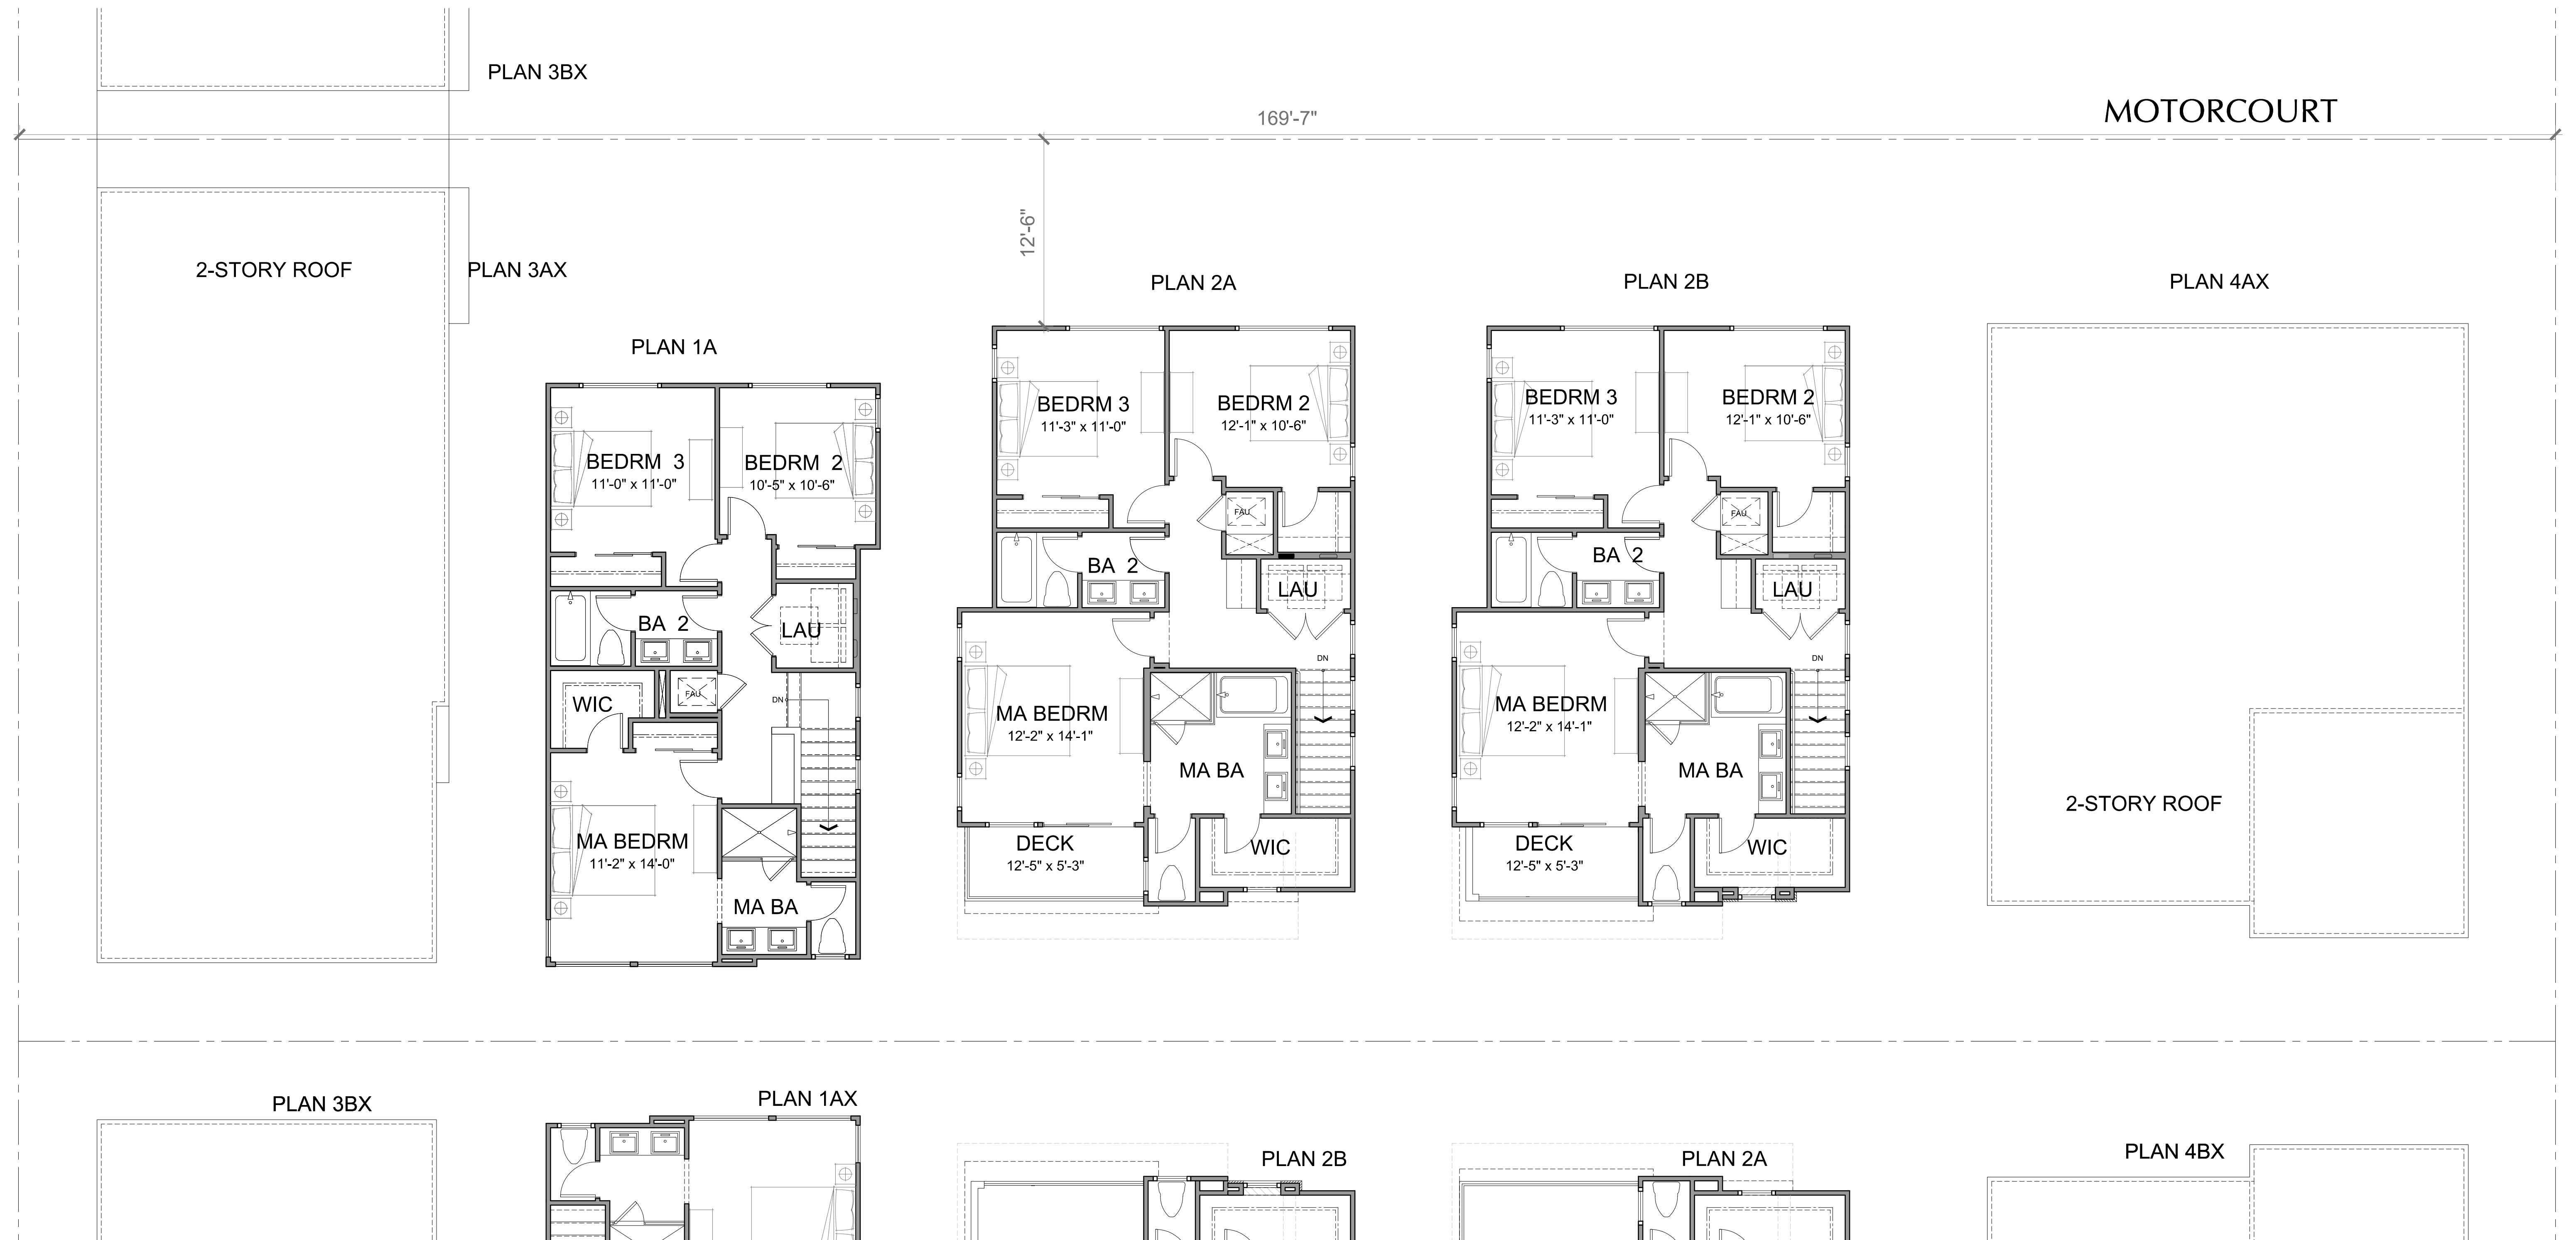 PLAN 3BX
MOTORCOURT
169'-7"
12'-6"
2-STORY ROOF
PLAN 3AX
PLAN 1A
BEDRM  3
11'-0" x 11'-0"
BEDRM  2
10'-5" x 10'-6"
BA  2
LAU
WIC
FAU
DN
MA BEDRM
11'-2" x 14'-0"
MA BA
PLAN 2A
BEDRM 3
11'-3" x 11'-0"
BEDRM 2
12'-1" x 10'-6"
FAU
BA  2
LAU
DN
MA BEDRM
12'-2" x 14'-1"
MA BA
DECK
12'-5" x 5'-3"
WIC
PLAN 2B
BEDRM 3
11'-3" x 11'-0"
BEDRM 2
12'-1" x 10'-6"
FAU
BA  2
LAU
DN
MA BEDRM
12'-2" x 14'-1"
MA BA
DECK
12'-5" x 5'-3"
WIC
PLAN 4AX
2-STORY ROOF
PLAN 3BX
PLAN 1AX
PLAN 2B
PLAN 2A
PLAN 4BX